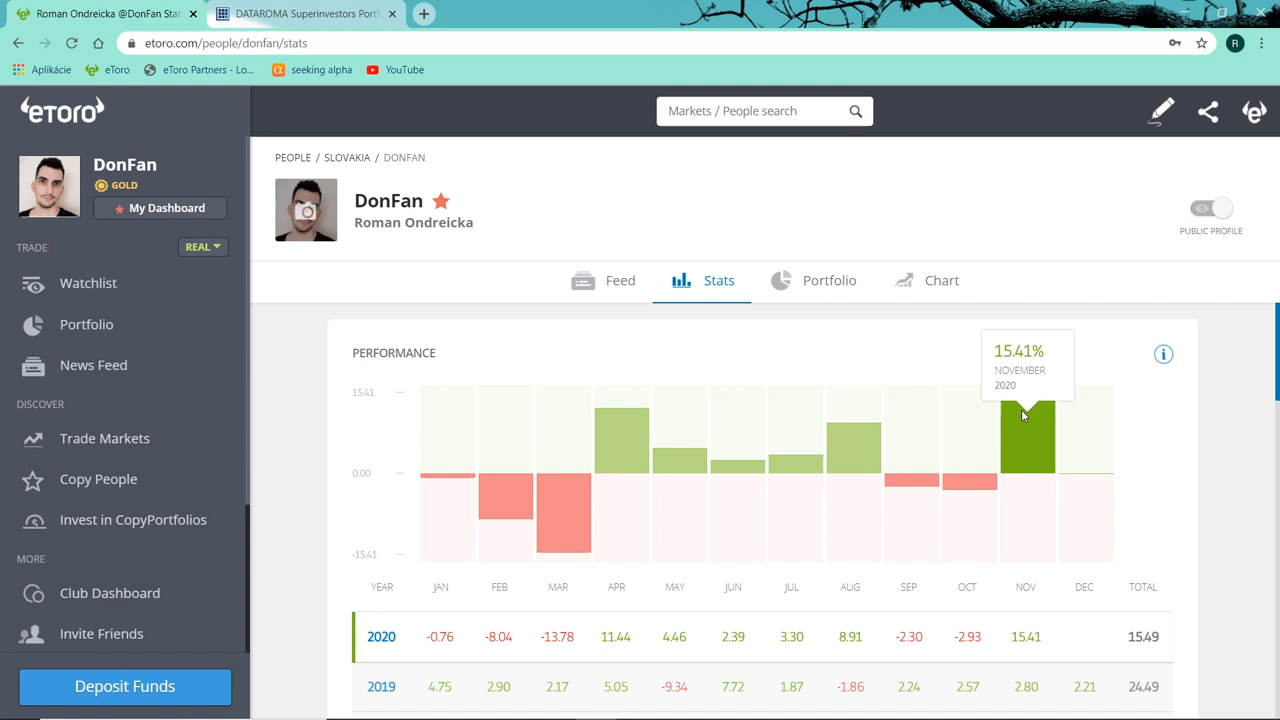 Roman Ondreicka @DonFan Stat
DATAROMA Superinvestors Portf
etoro.com/people/donfan/stats
R
Aplikácie
eToro
eToro Partners - Lo...
seeking alpha
YouTube
eToro
Markets / People search
DonFan
GOLD
My Dashboard
TRADE
REAL
Watchlist
Portfolio
News Feed
DISCOVER
Trade Markets
Copy People
Invest in CopyPortfolios
MORE
Club Dashboard
Invite Friends
Deposit Funds
PEOPLE / SLOVAKIA / DONFAN
DonFan
Roman Ondreicka
PUBLIC PROFILE
Feed
Stats
Portfolio
Chart
PERFORMANCE
15.41%
NOVEMBER
2020
15.41
0.00
-15.41
YEAR JAN FEB MAR APR MAY JUN JUL AUG SEP OCT NOV DEC TOTAL
2020 -0.76 -8.04 -13.78 11.44 4.46 2.39 3.30 8.91 -2.30 -2.93 15.41 15.49
2019 4.75 2.90 2.17 5.05 -9.34 7.72 1.87 -1.86 2.24 2.57 2.80 2.21 24.49